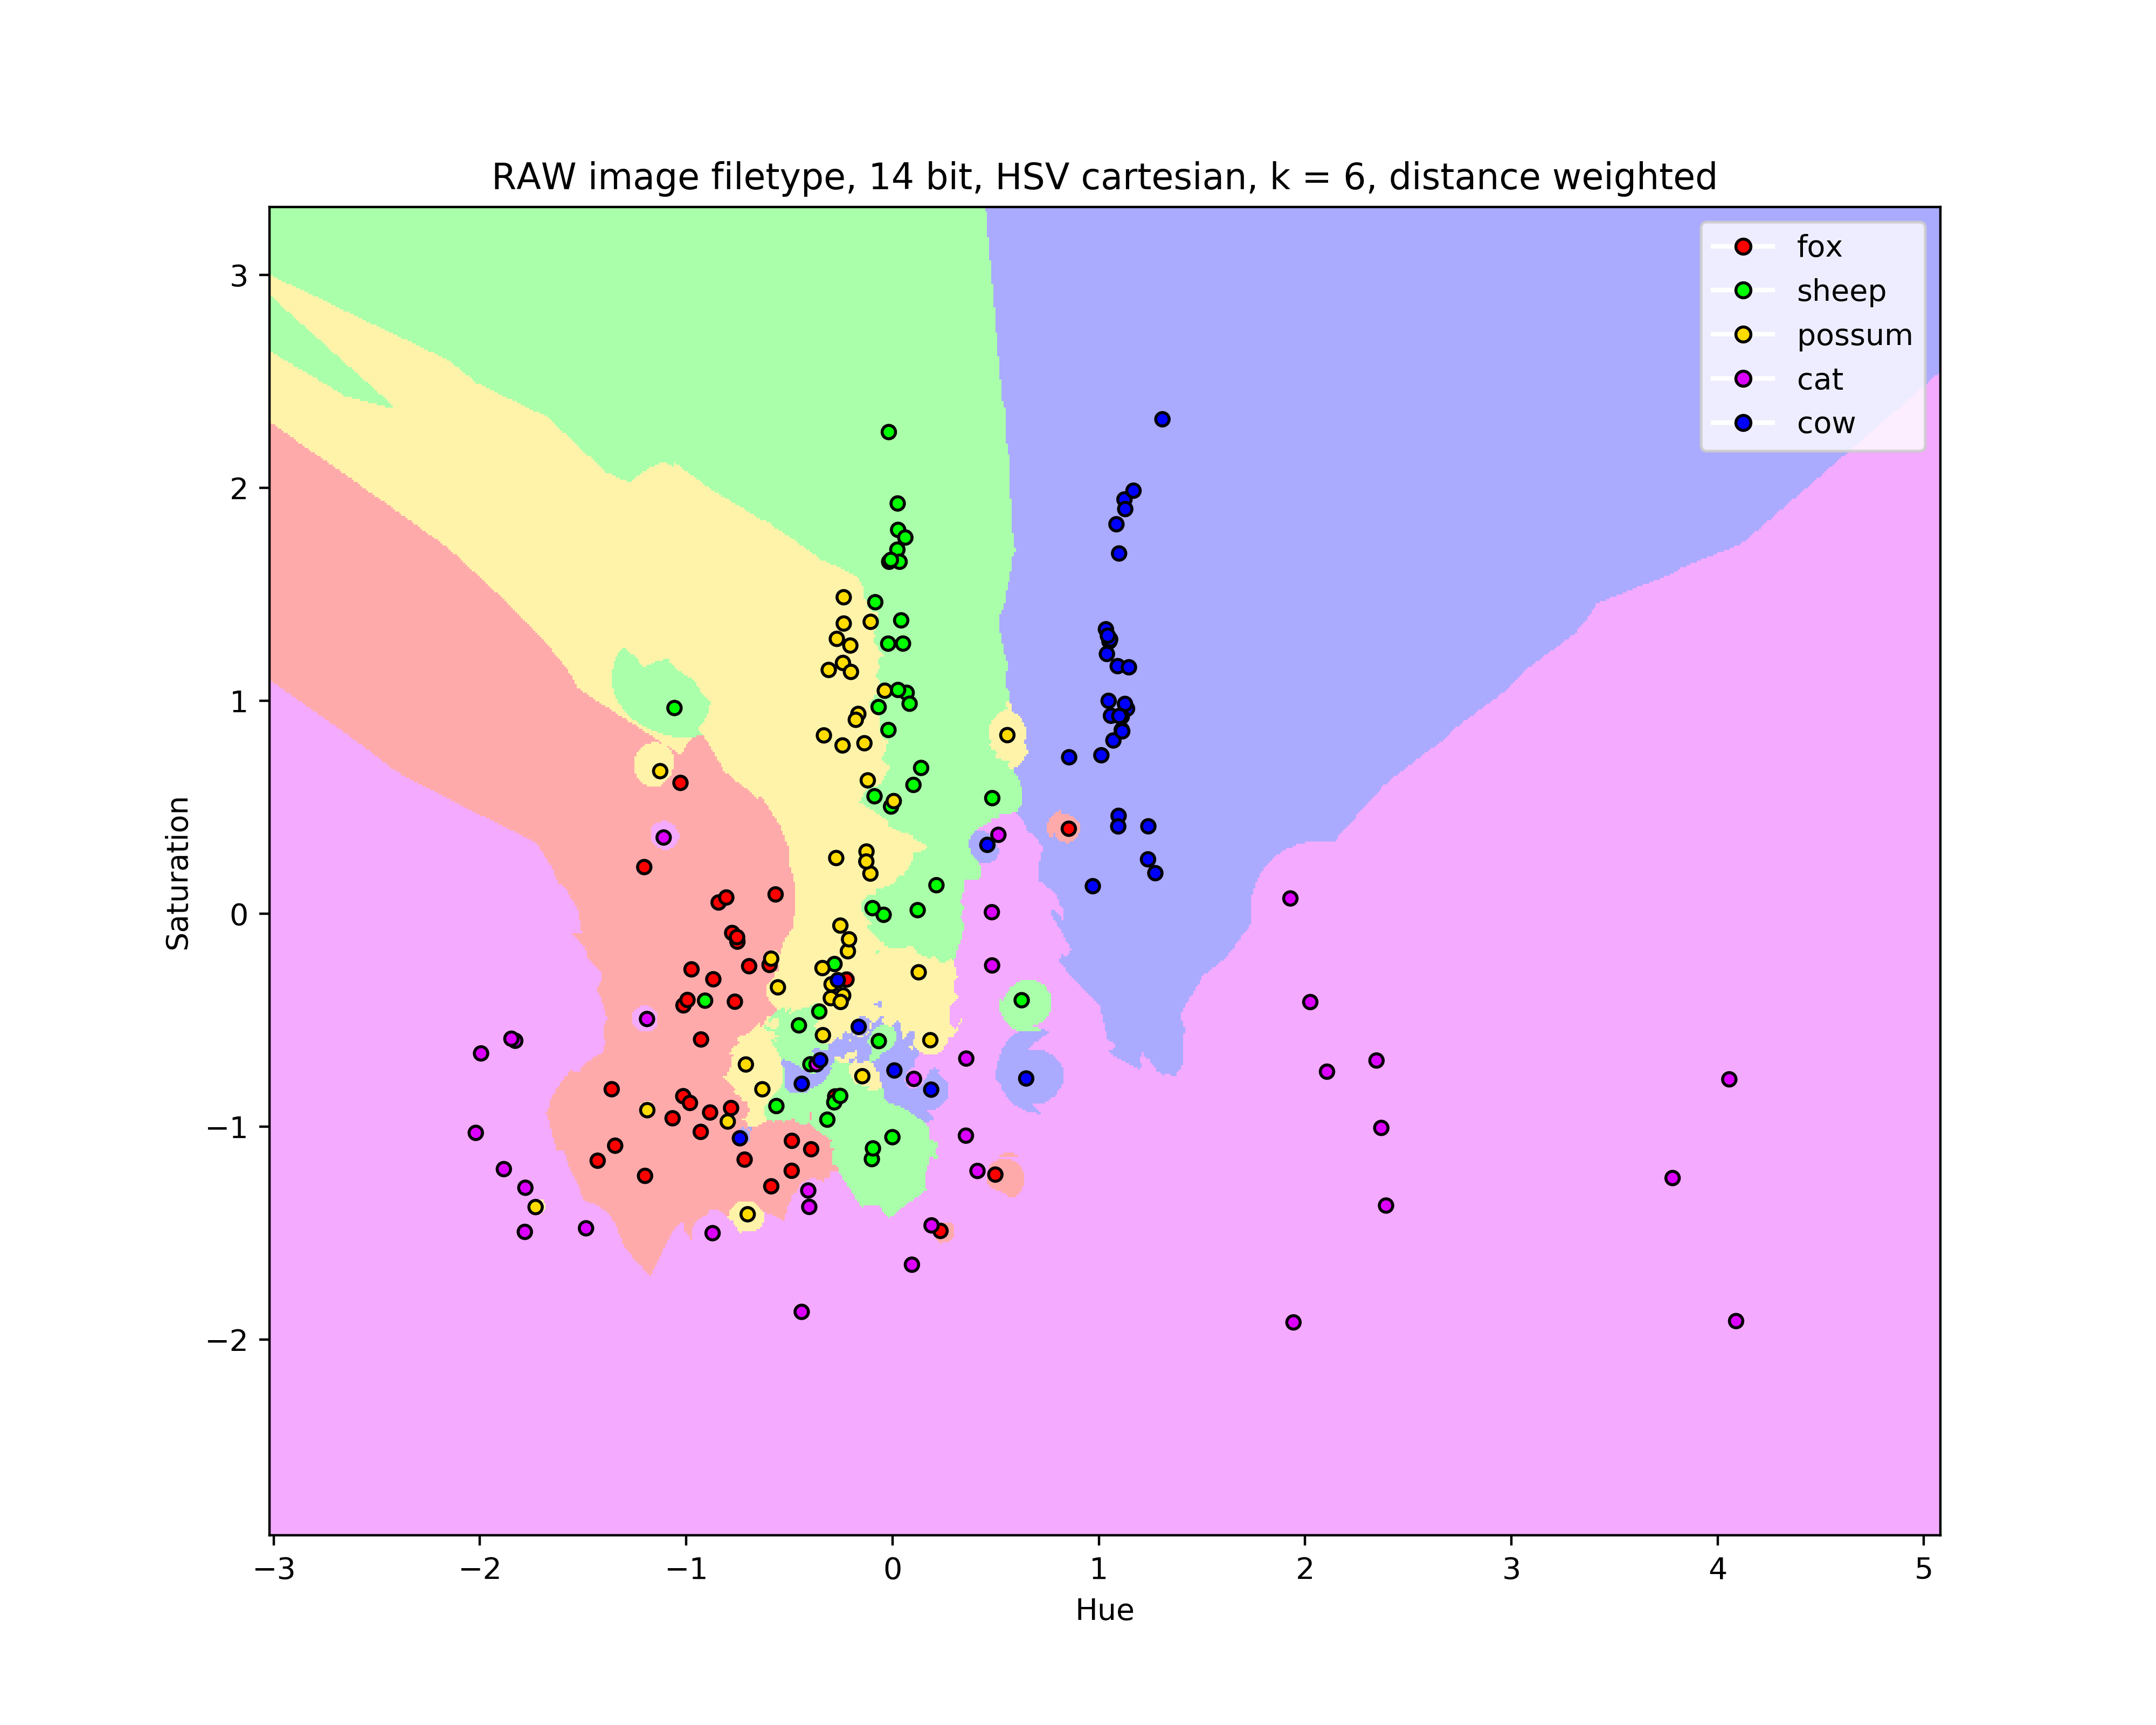 RAW image filetype, 14 bit, HSV cartesian, k = 6, distance weighted
fox
sheep
possum
cat
cow
3
2
1
0
−1
−2
Saturation
−3 −2 −1 0 1 2 3 4 5
Hue